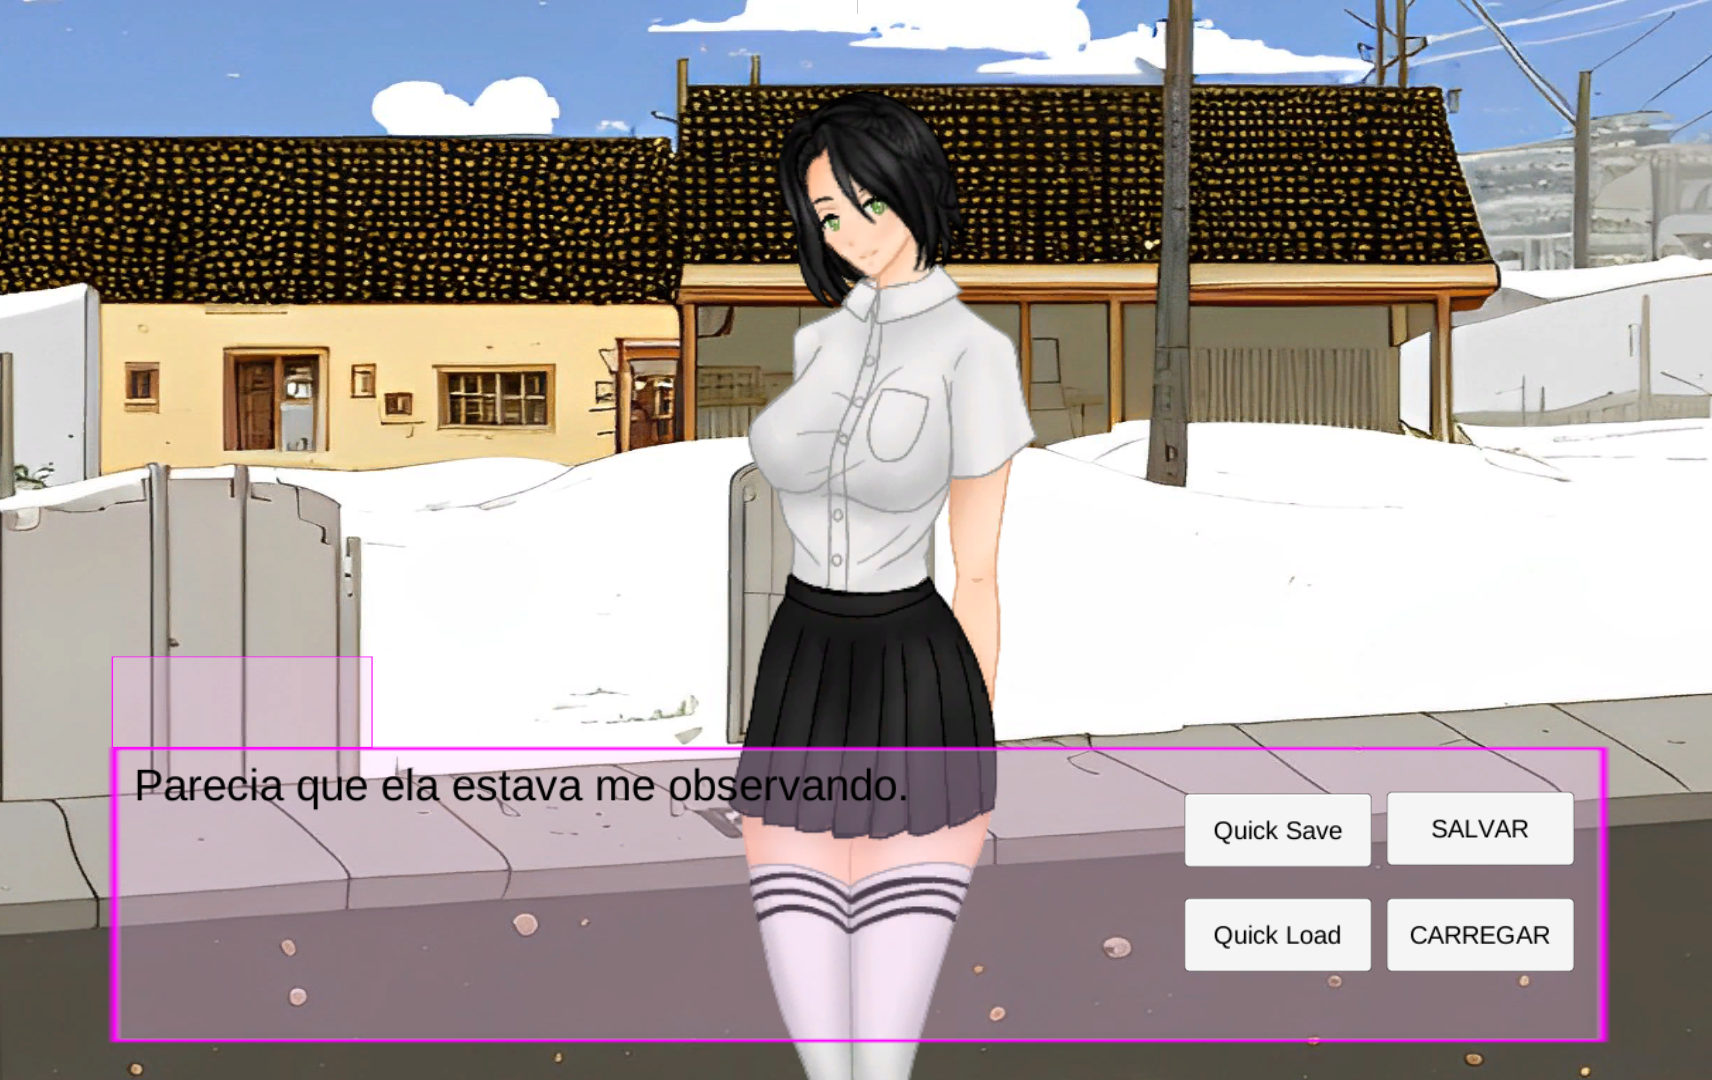 Parecia que ela estava me observando.
Quick Save
SALVAR
Quick Load
CARREGAR